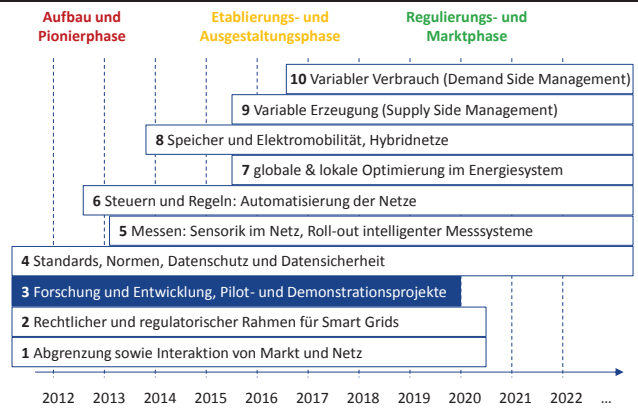 Aufbau und
Pionierphase
Etablierungs- und
Ausgestaltungsphase
Regulierungs- und
Marktphase
10 Variabler Verbrauch (Demand Side Management)
9 Variable Erzeugung (Supply Side Management)
8 Speicher und Elektromobilität, Hybridnetze
7 globale & lokale Optimierung im Energiesystem
6 Steuern und Regeln: Automatisierung der Netze
5 Messen: Sensorik im Netz, Roll-out intelligenter Messsysteme
4 Standards, Normen, Datenschutz und Datensicherheit
3 Forschung und Entwicklung, Pilot- und Demonstrationsprojekte
2 Rechtlicher und regulatorischer Rahmen für Smart Grids
1 Abgrenzung sowie Interaktion von Markt und Netz
2012 2013 2014 2015 2016 2017 2018 2019 2020 2021 2022 ...